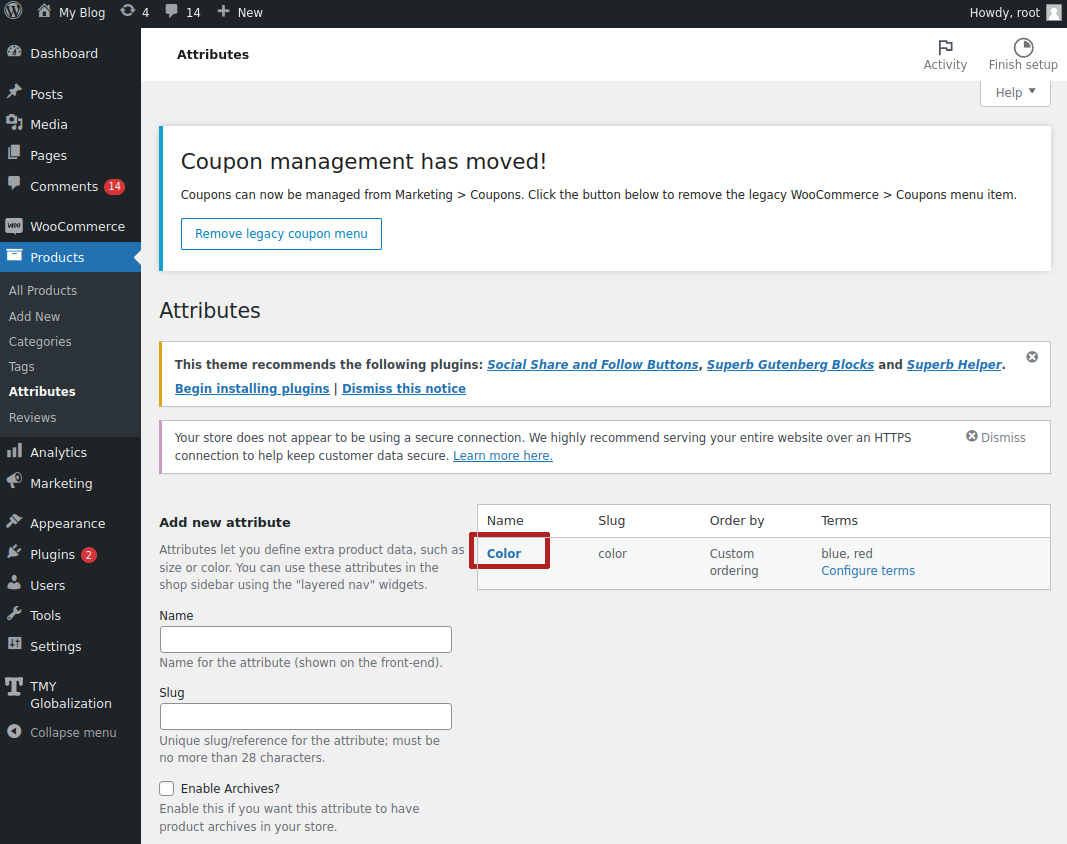 My Blog 4 14 New Howdy, root
Dashboard
Posts
Media
Pages
Comments 14
WOO WooCommerce
Products
All Products
Add New
Categories
Tags
Attributes
Reviews
Analytics
Marketing
Appearance
Plugins 2
Users
Tools
Settings
TMY
Globalization
Collapse menu
Attributes
Activity
Finish setup
Help
Coupon management has moved!
Coupons can now be managed from Marketing > Coupons. Click the button below to remove the legacy WooCommerce > Coupons menu item.
Remove legacy coupon menu
Attributes
This theme recommends the following plugins: Social Share and Follow Buttons, Superb Gutenberg Blocks and Superb Helper.
Begin installing plugins | Dismiss this notice
Your store does not appear to be using a secure connection. We highly recommend serving your entire website over an HTTPS
connection to help keep customer data secure. Learn more here.
Dismiss
Add new attribute
Attributes let you define extra product data, such as
size or color. You can use these attributes in the
shop sidebar using the "layered nav" widgets.
Name
Name for the attribute (shown on the front-end).
Slug
Unique slug/reference for the attribute; must be
no more than 28 characters.
Enable Archives?
Enable this if you want this attribute to have
product archives in your store.
Name Slug Order by Terms
Color color Custom blue, red
ordering Configure terms